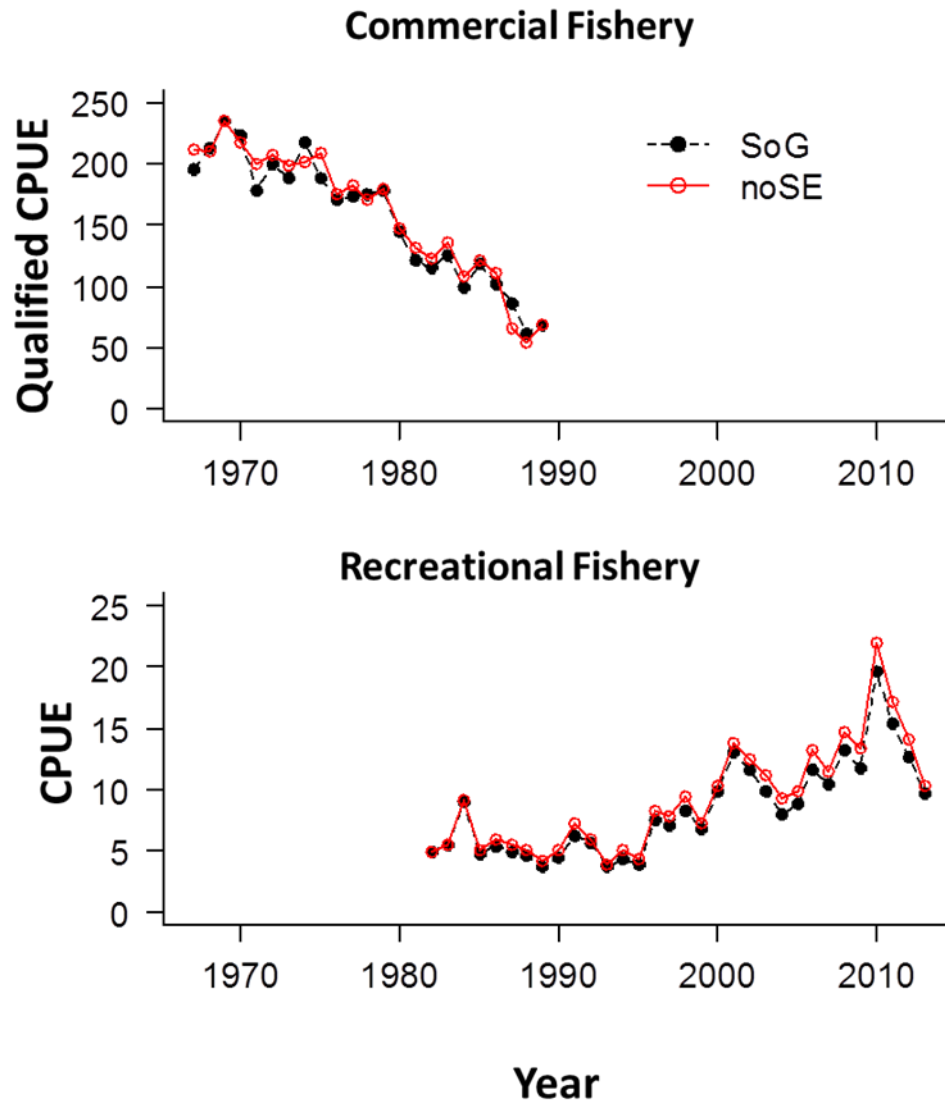 Commercial Fishery
Qualified CPUE
250
200
150
100
50
0
SoG
noSE
1970 1980 1990 2000 2010
Recreational Fishery
CPUE
25
20
15
10
5
0
1970 1980 1990 2000 2010
Year